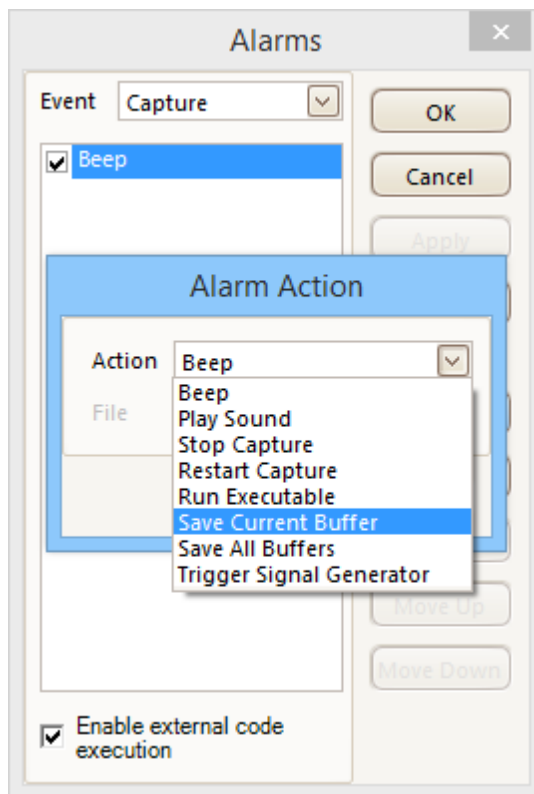 Alarms
Event Capture
OK
Beep
Cancel
Apply
Alarm Action
Action Beep
File
Beep
Play Sound
Stop Capture
Restart Capture
Run Executable
Save Current Buffer
Save All Buffers
Trigger Signal Generator
Move Up
Move Down
Enable external code
execution